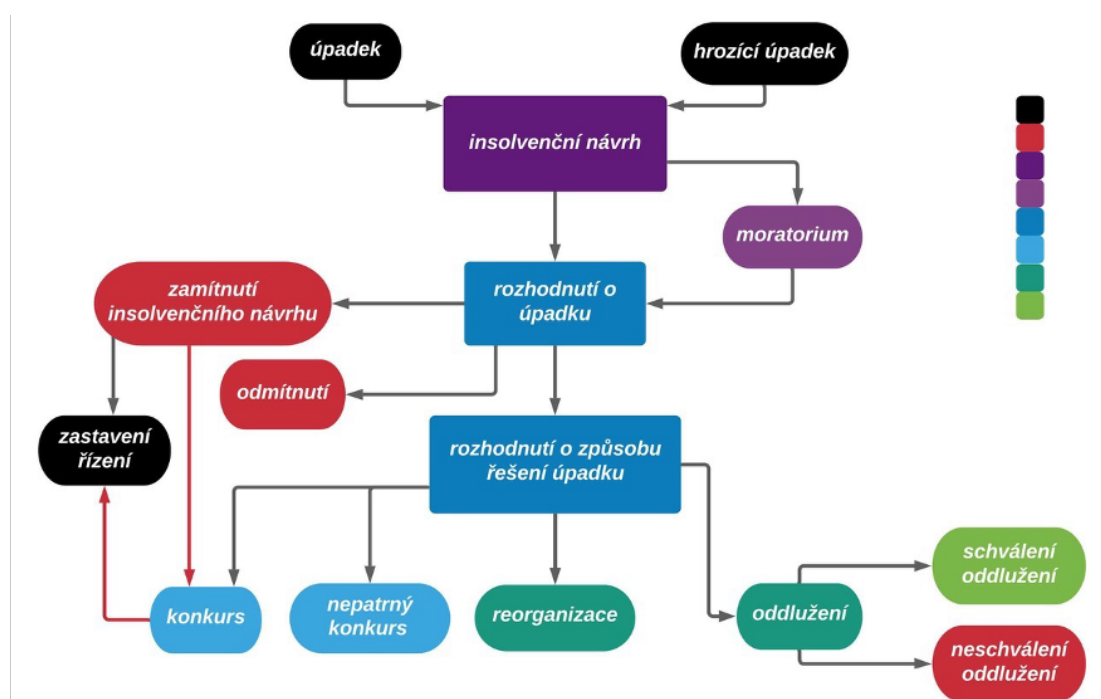 úpadek
hrozící úpadek
insolvenční návrh
moratorium
zamítnutí
insolvenčního návrhu
rozhodnutí o
úpadku
odmítnutí
zastavení
řízení
rozhodnutí o způsobu
řešení úpadku
konkurs
nepatrný
konkurs
reorganizace
oddlužení
schválení
oddlužení
neschválení
oddlužení